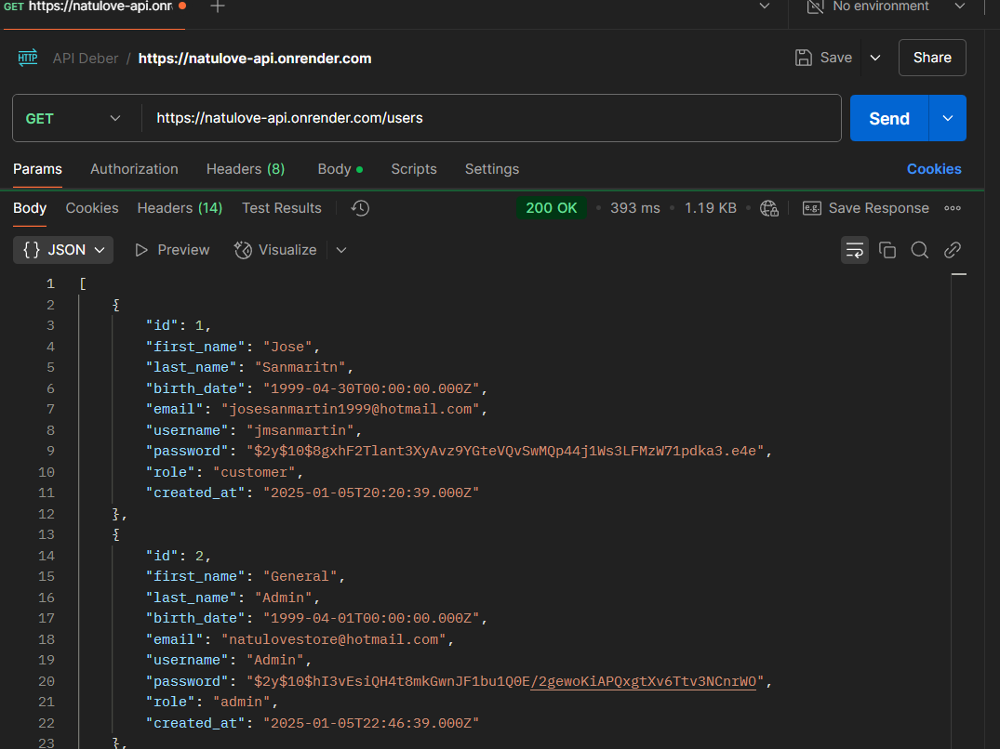 GET https://natulove-api.onr
No environment
HTTP API Deber / https://natulove-api.onrender.com
Save
Share
GET
https://natulove-api.onrender.com/users
Send
Params Authorization Headers (8) Body Scripts Settings Cookies
Body Cookies Headers (14) Test Results 200 OK • 393 ms • 1.19 KB • e.g. Save Response
{} JSON Preview Visualize
1 [
2 {
3 "id": 1,
4 "first_name": "Jose",
5 "last_name": "Sanmaritn",
6 "birth_date": "1999-04-30T00:00:00.000Z",
7 "email": "josesanmartin1999@hotmail.com",
8 "username": "jmsanmartin",
9 "password": "$2y$10$8gxhF2Tlant3XyAvz9YGteVQvSwMQp44j1Ws3LFMzW71pdka3.e4e",
10 "role": "customer",
11 "created_at": "2025-01-05T20:20:39.000Z"
12 },
13 {
14 "id": 2,
15 "first_name": "General",
16 "last_name": "Admin",
17 "birth_date": "1999-04-01T00:00:00.000Z",
18 "email": "natulovestore@hotmail.com",
19 "username": "Admin",
20 "password": "$2y$10$hI3vEsiQH4t8mkGwnJF1bu1Q0E/2gewoKiAPQxgtXv6Ttv3NCnrWO",
21 "role": "admin",
22 "created_at": "2025-01-05T22:46:39.000Z"
23 },